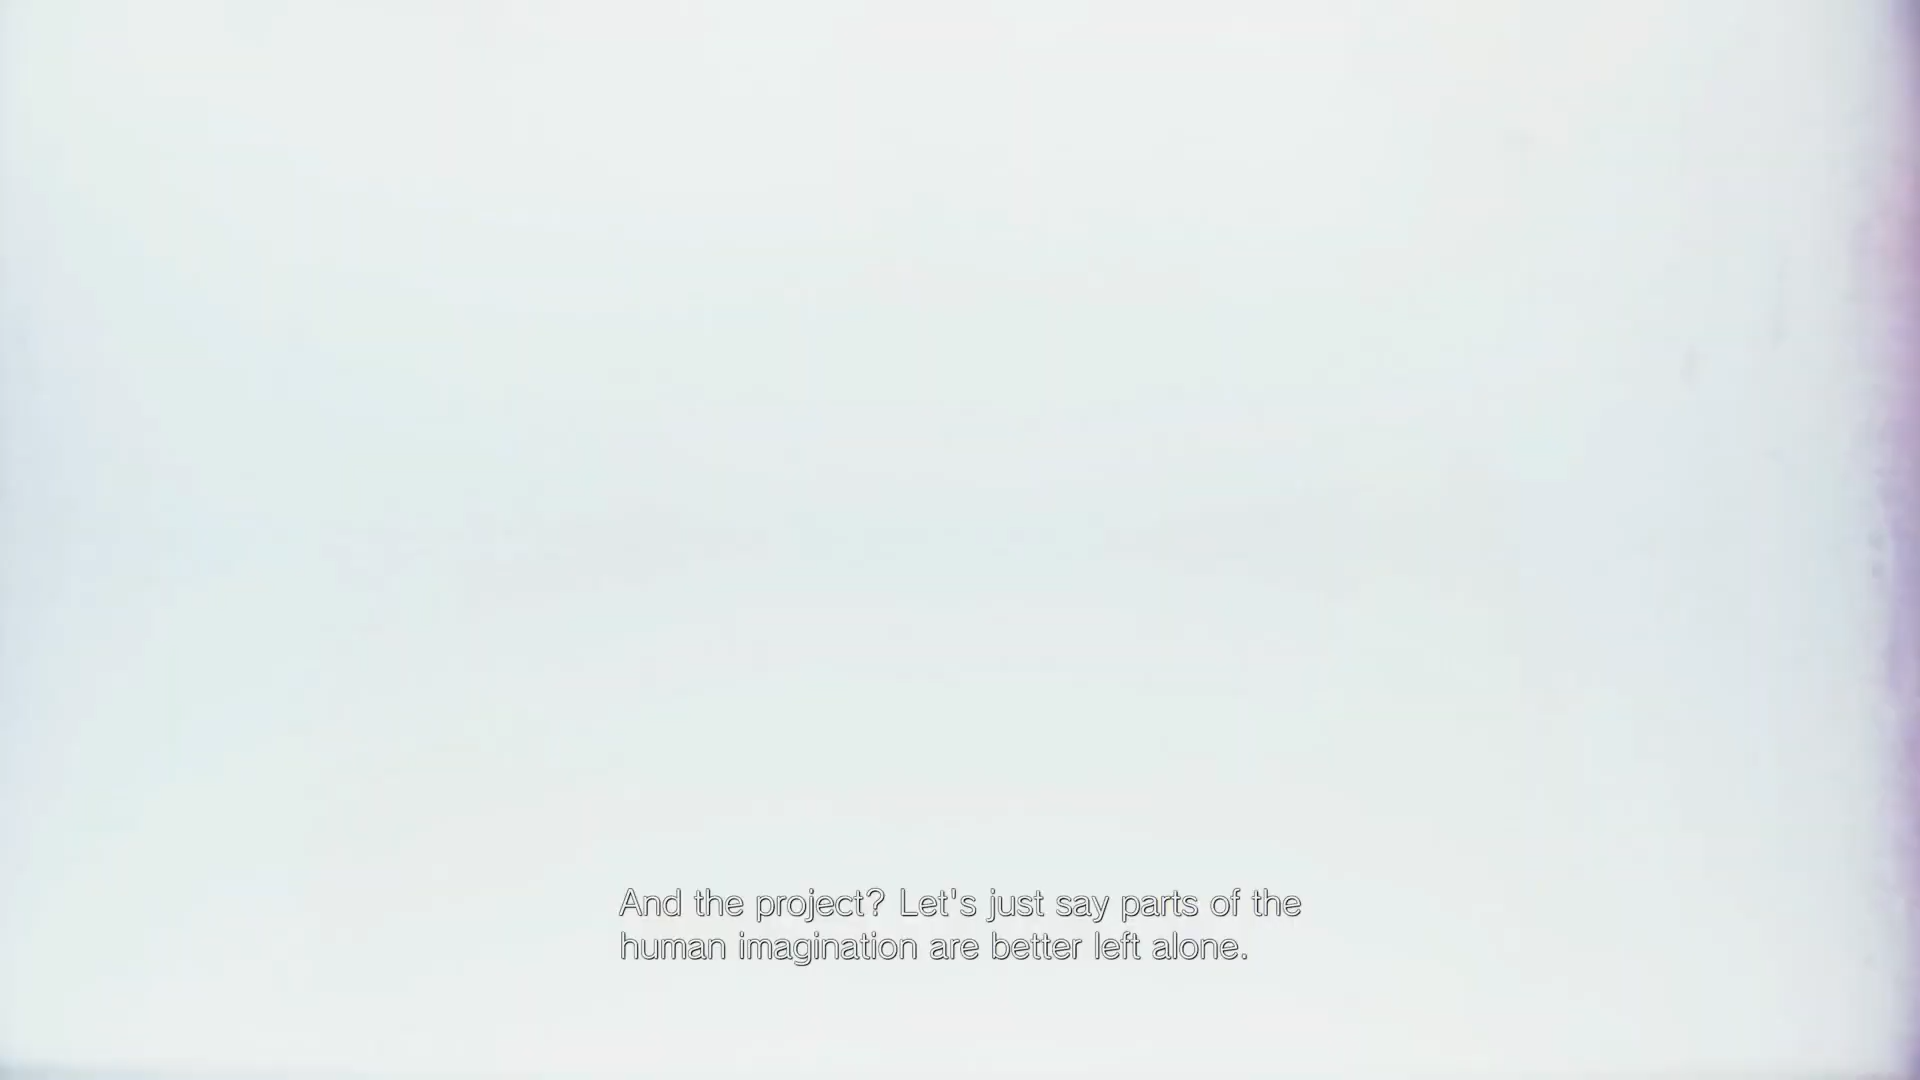 And the project? Let's just say parts of the
human imagination are better left alone.